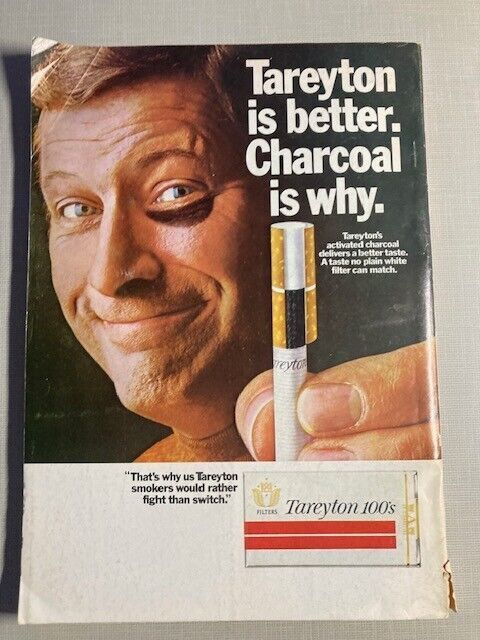 Tareyton
is better.
Charcoal
is why.
Tareyton's
activated charcoal
delivers a better taste.
A taste no plain white
filter can match.
reyton
"That's why us Tareyton
smokers would rather
fight than switch."
FILTERS
Tareyton 100's